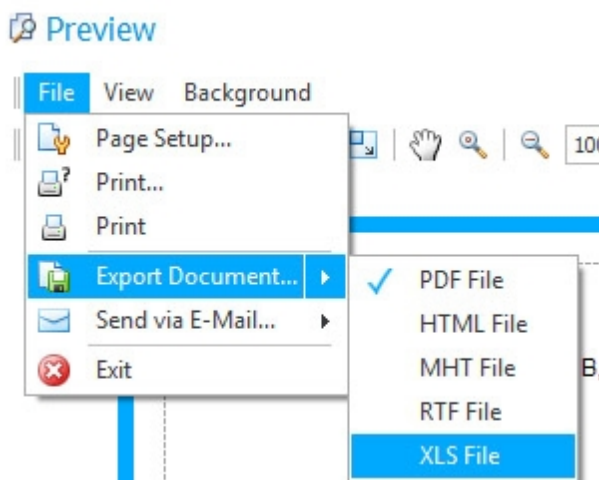 Preview
File View Background
Page Setup...
Print...
Print
Export Document...
Send via E-Mail...
Exit
PDF File
HTML File
MHT File
RTF File
XLS File